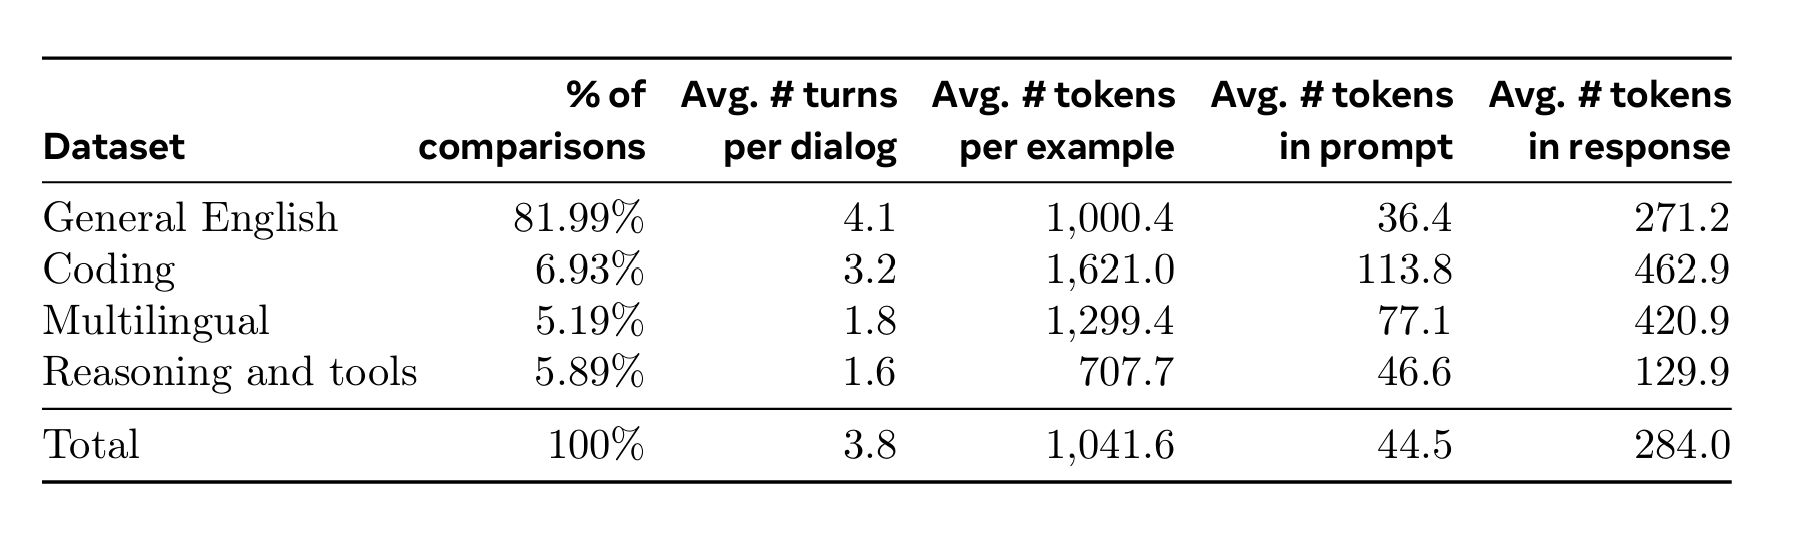 % of Avg. # turns Avg. # tokens Avg. # tokens Avg. # tokens
Dataset comparisons per dialog per example in prompt in response
General English 81.99% 4.1 1,000.4 36.4 271.2
Coding 6.93% 3.2 1,621.0 113.8 462.9
Multilingual 5.19% 1.8 1,299.4 77.1 420.9
Reasoning and tools 5.89% 1.6 707.7 46.6 129.9
Total 100% 3.8 1,041.6 44.5 284.0